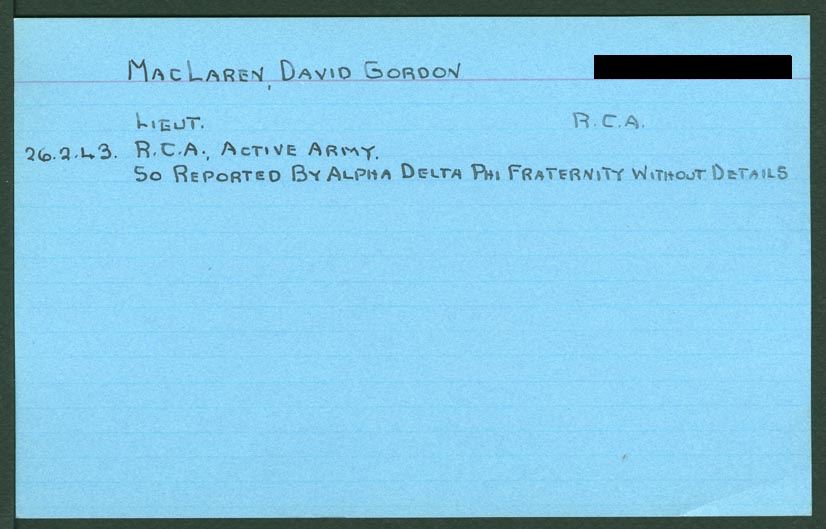 MACLAREN, DAVID GORDON
LIEUT. R.C.A.
26.2.43. R.C.A., ACTIVE ARMY.
SO REPORTED BY ALPHA DELTA PHI FRATERNITY WITHOUT DETAILS